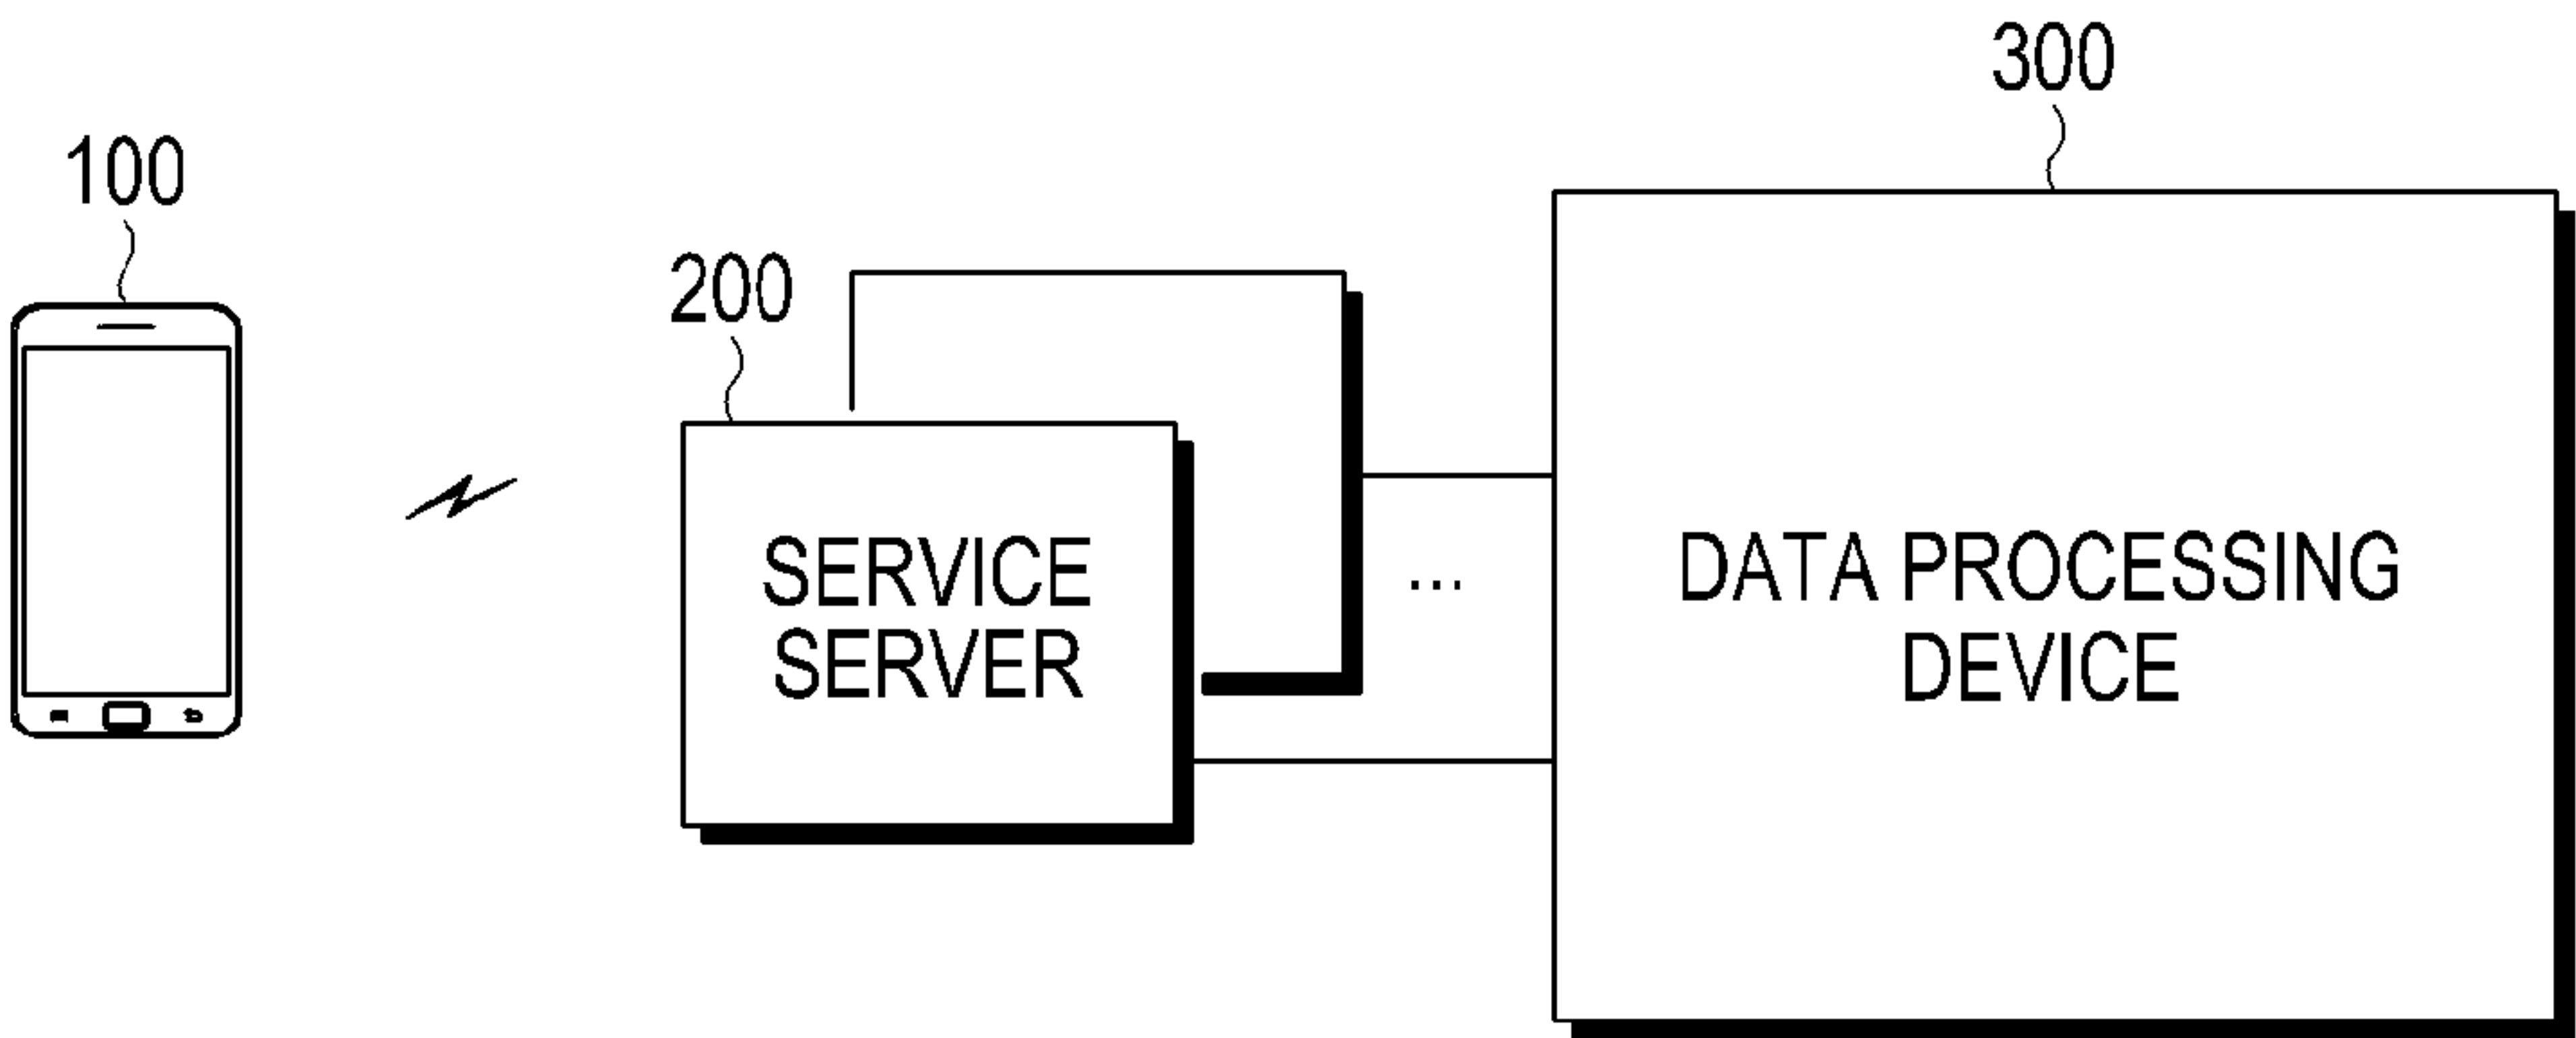 100
200
300
SERVICE
SERVER
...
DATA PROCESSING
DEVICE